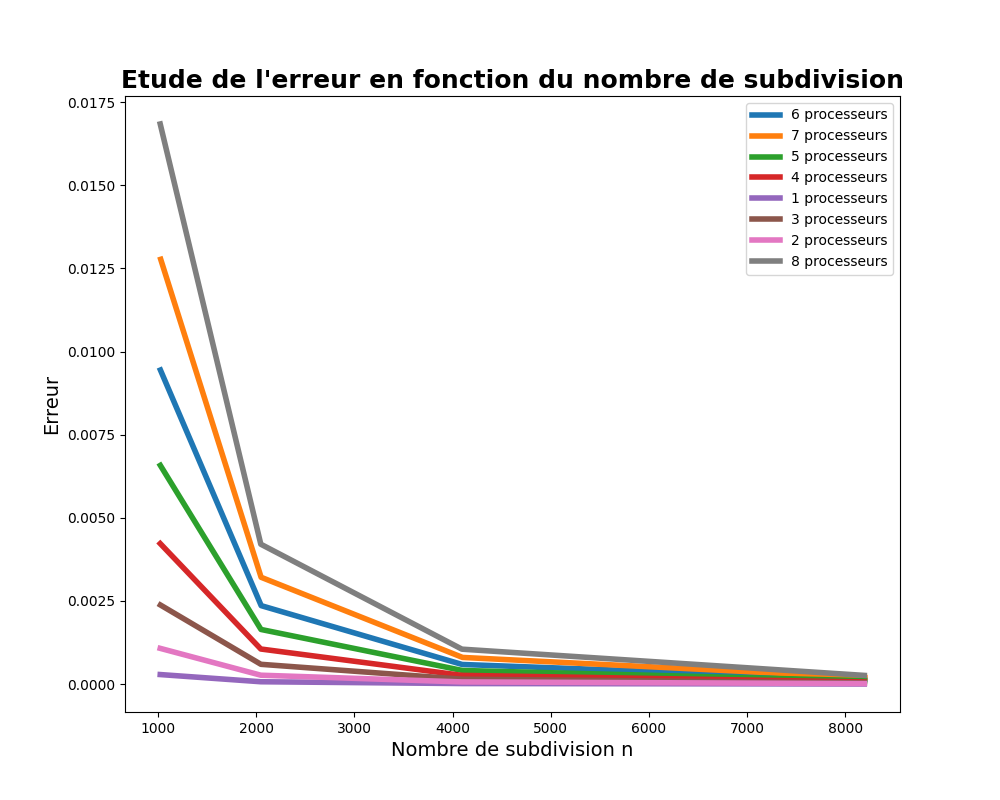 Etude de l'erreur en fonction du nombre de subdivision
0.0175
0.0150
0.0125
0.0100
0.0075
0.0050
0.0025
0.0000
Erreur
6 processeurs
7 processeurs
5 processeurs
4 processeurs
1 processeurs
3 processeurs
2 processeurs
8 processeurs
1000 2000 3000 4000 5000 6000 7000 8000
Nombre de subdivision n